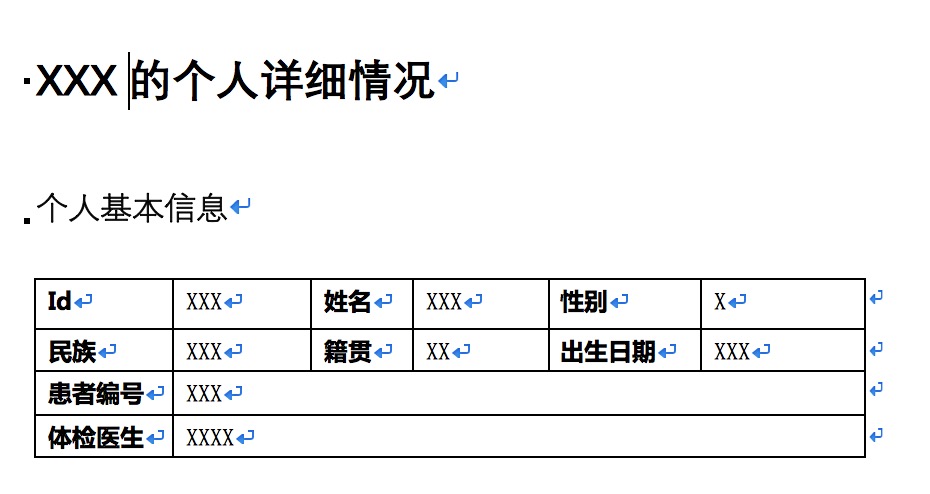 XXX 的个人详细情况
个人基本信息
Id XXX 姓名 XXX 性别 X
民族 XXX 籍贯 XX 出生日期 XXX
患者编号 XXX
体检医生 XXXX